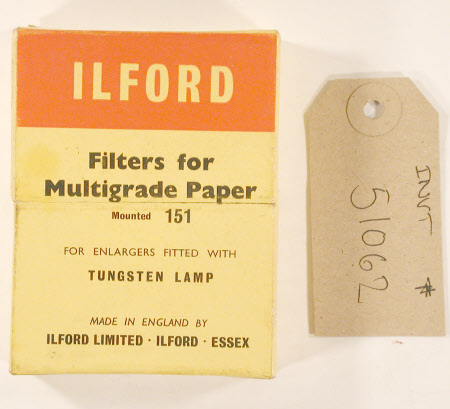 ILFORD
Filters for
Multigrade Paper
Mounted 151
FOR ENLARGERS FITTED WITH
TUNGSTEN LAMP
MADE IN ENGLAND BY
ILFORD LIMITED · ILFORD · ESSEX
INVT #
51062